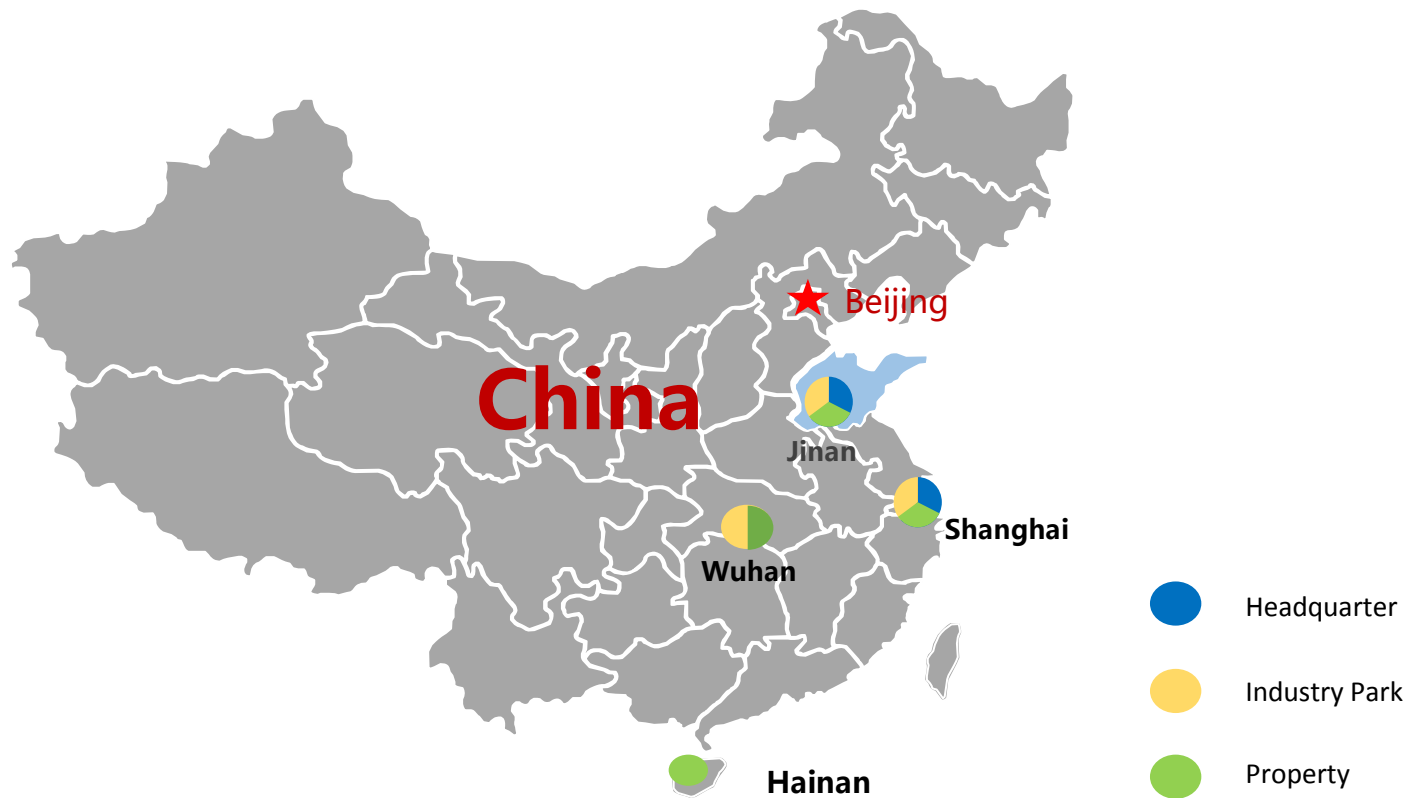 Beijing
China
Jinan
Shanghai
Wuhan
Hainan
Headquarter
Industry Park
Property